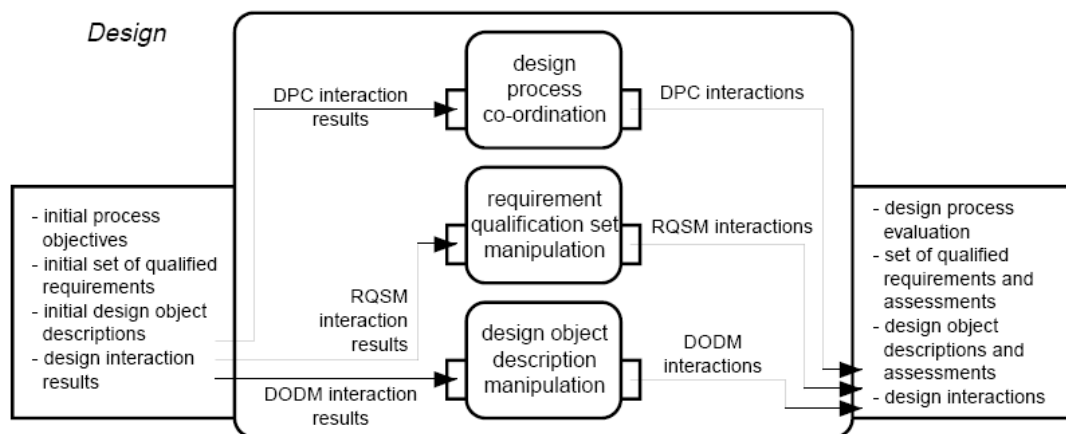 Design
design
process
co-ordination
DPC interaction
results
DPC interactions
- initial process
objectives
- initial set of qualified
requirements
- initial design object
descriptions
- design interaction
results
requirement
qualification set
manipulation
RQSM interactions
RQSM
interaction
results
design object
description
manipulation
DODM
interactions
DODM interaction
results
- design process
evaluation
- set of qualified
requirements and
assessments
- design object
descriptions and
assessments
- design interactions